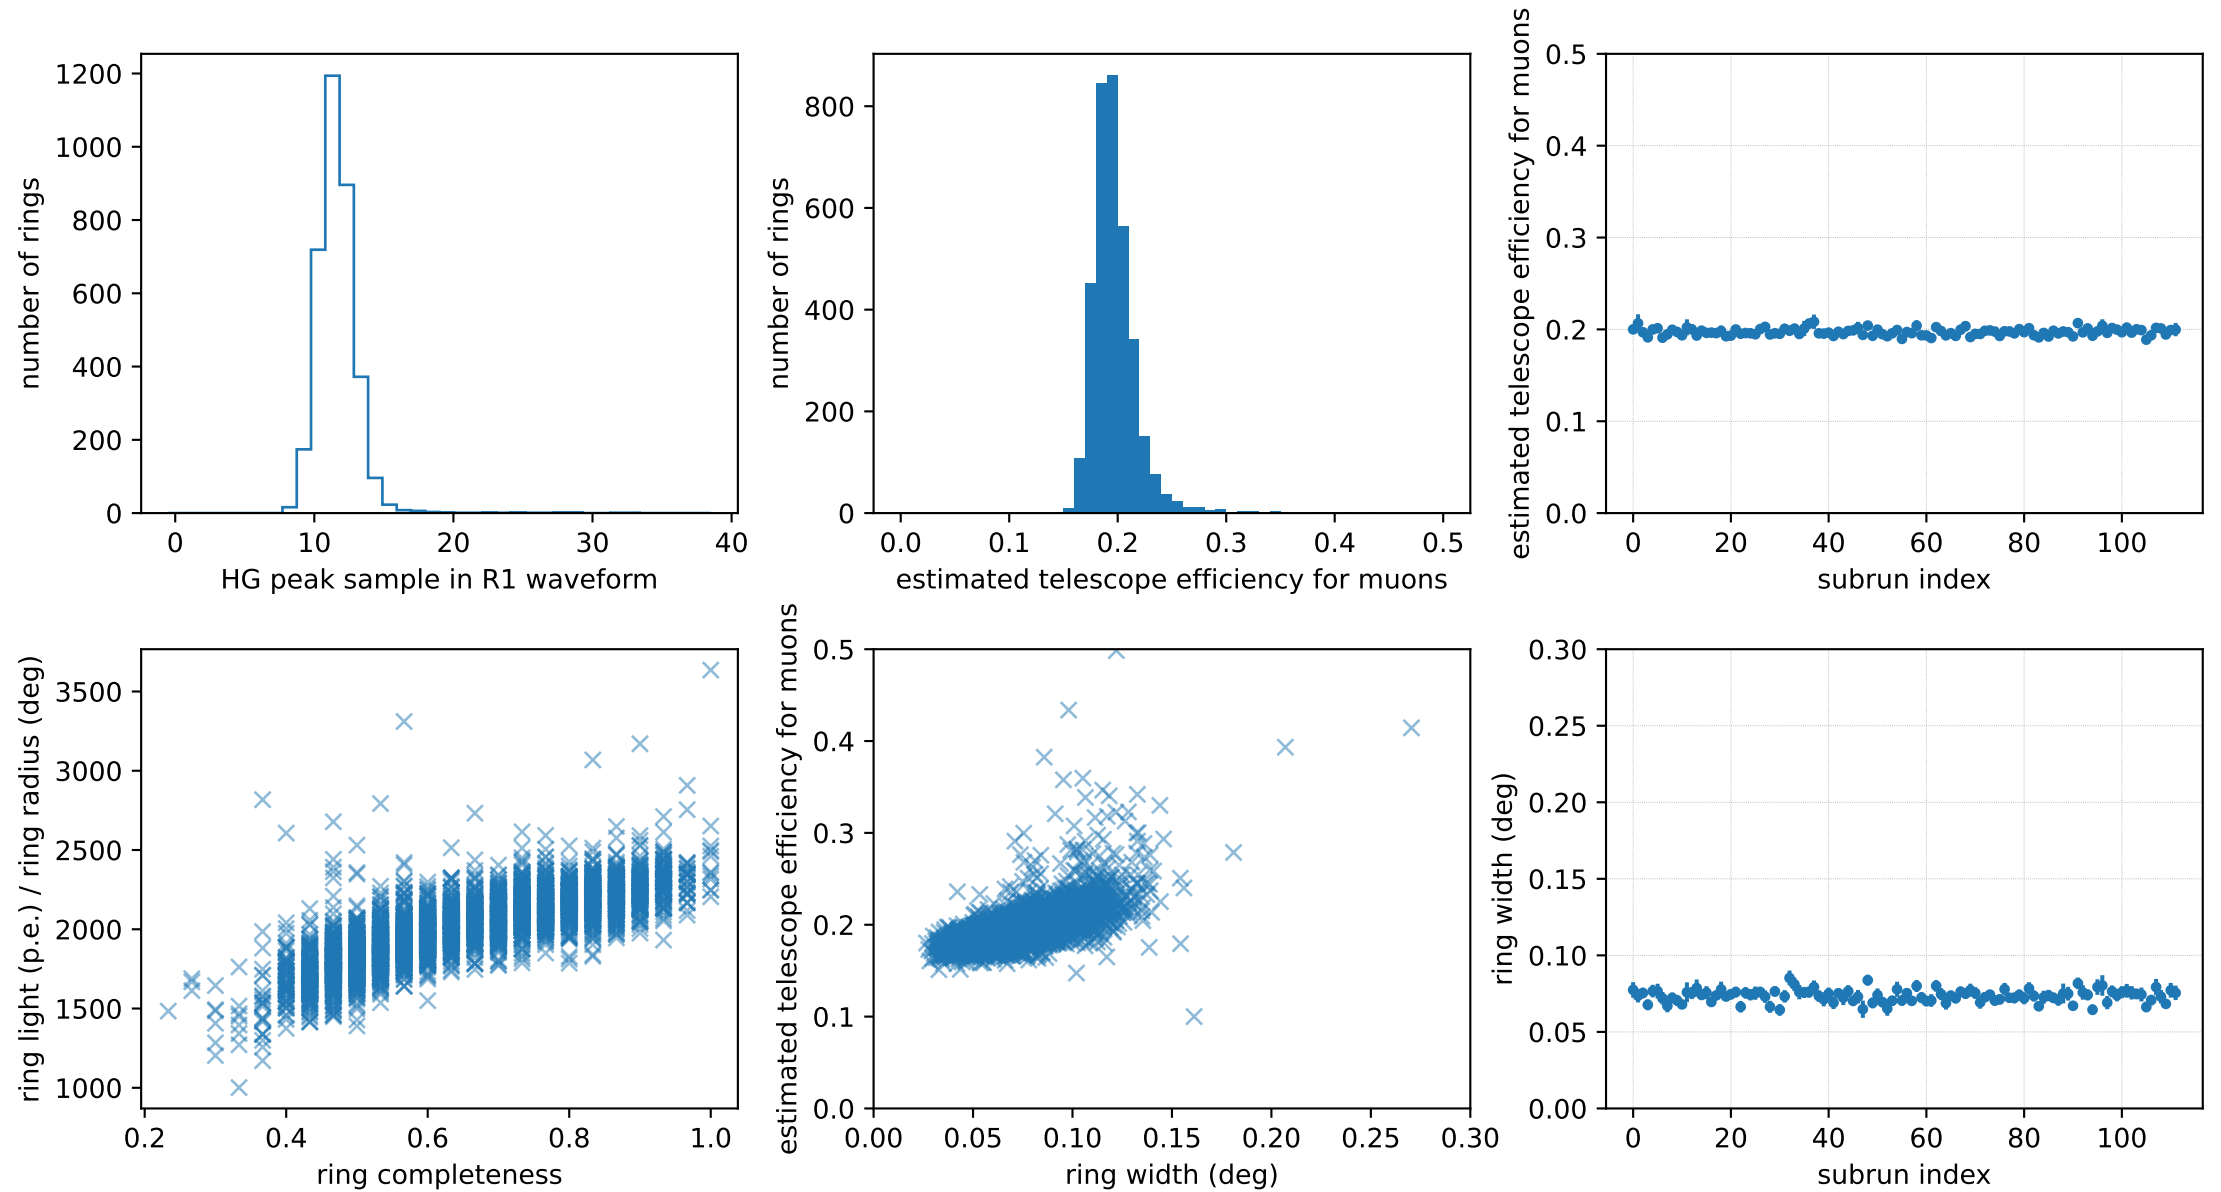 1200
1000
800
600
400
200
0
number of rings
0 10 20 30 40
HG peak sample in R1 waveform
800
600
400
200
0
number of rings
0.0 0.1 0.2 0.3 0.4 0.5
estimated telescope efficiency for muons
0.5
0.4
0.3
0.2
0.1
0.0
estimated telescope efficiency for muons
0 20 40 60 80 100
subrun index
3500
3000
2500
2000
1500
1000
ring light (p.e.) / ring radius (deg)
0.2 0.4 0.6 0.8 1.0
ring completeness
0.5
0.4
0.3
0.2
0.1
0.0
estimated telescope efficiency for muons
0.00 0.05 0.10 0.15 0.20 0.25 0.30
ring width (deg)
0.30
0.25
0.20
0.15
0.10
0.05
0.00
ring width (deg)
0 20 40 60 80 100
subrun index